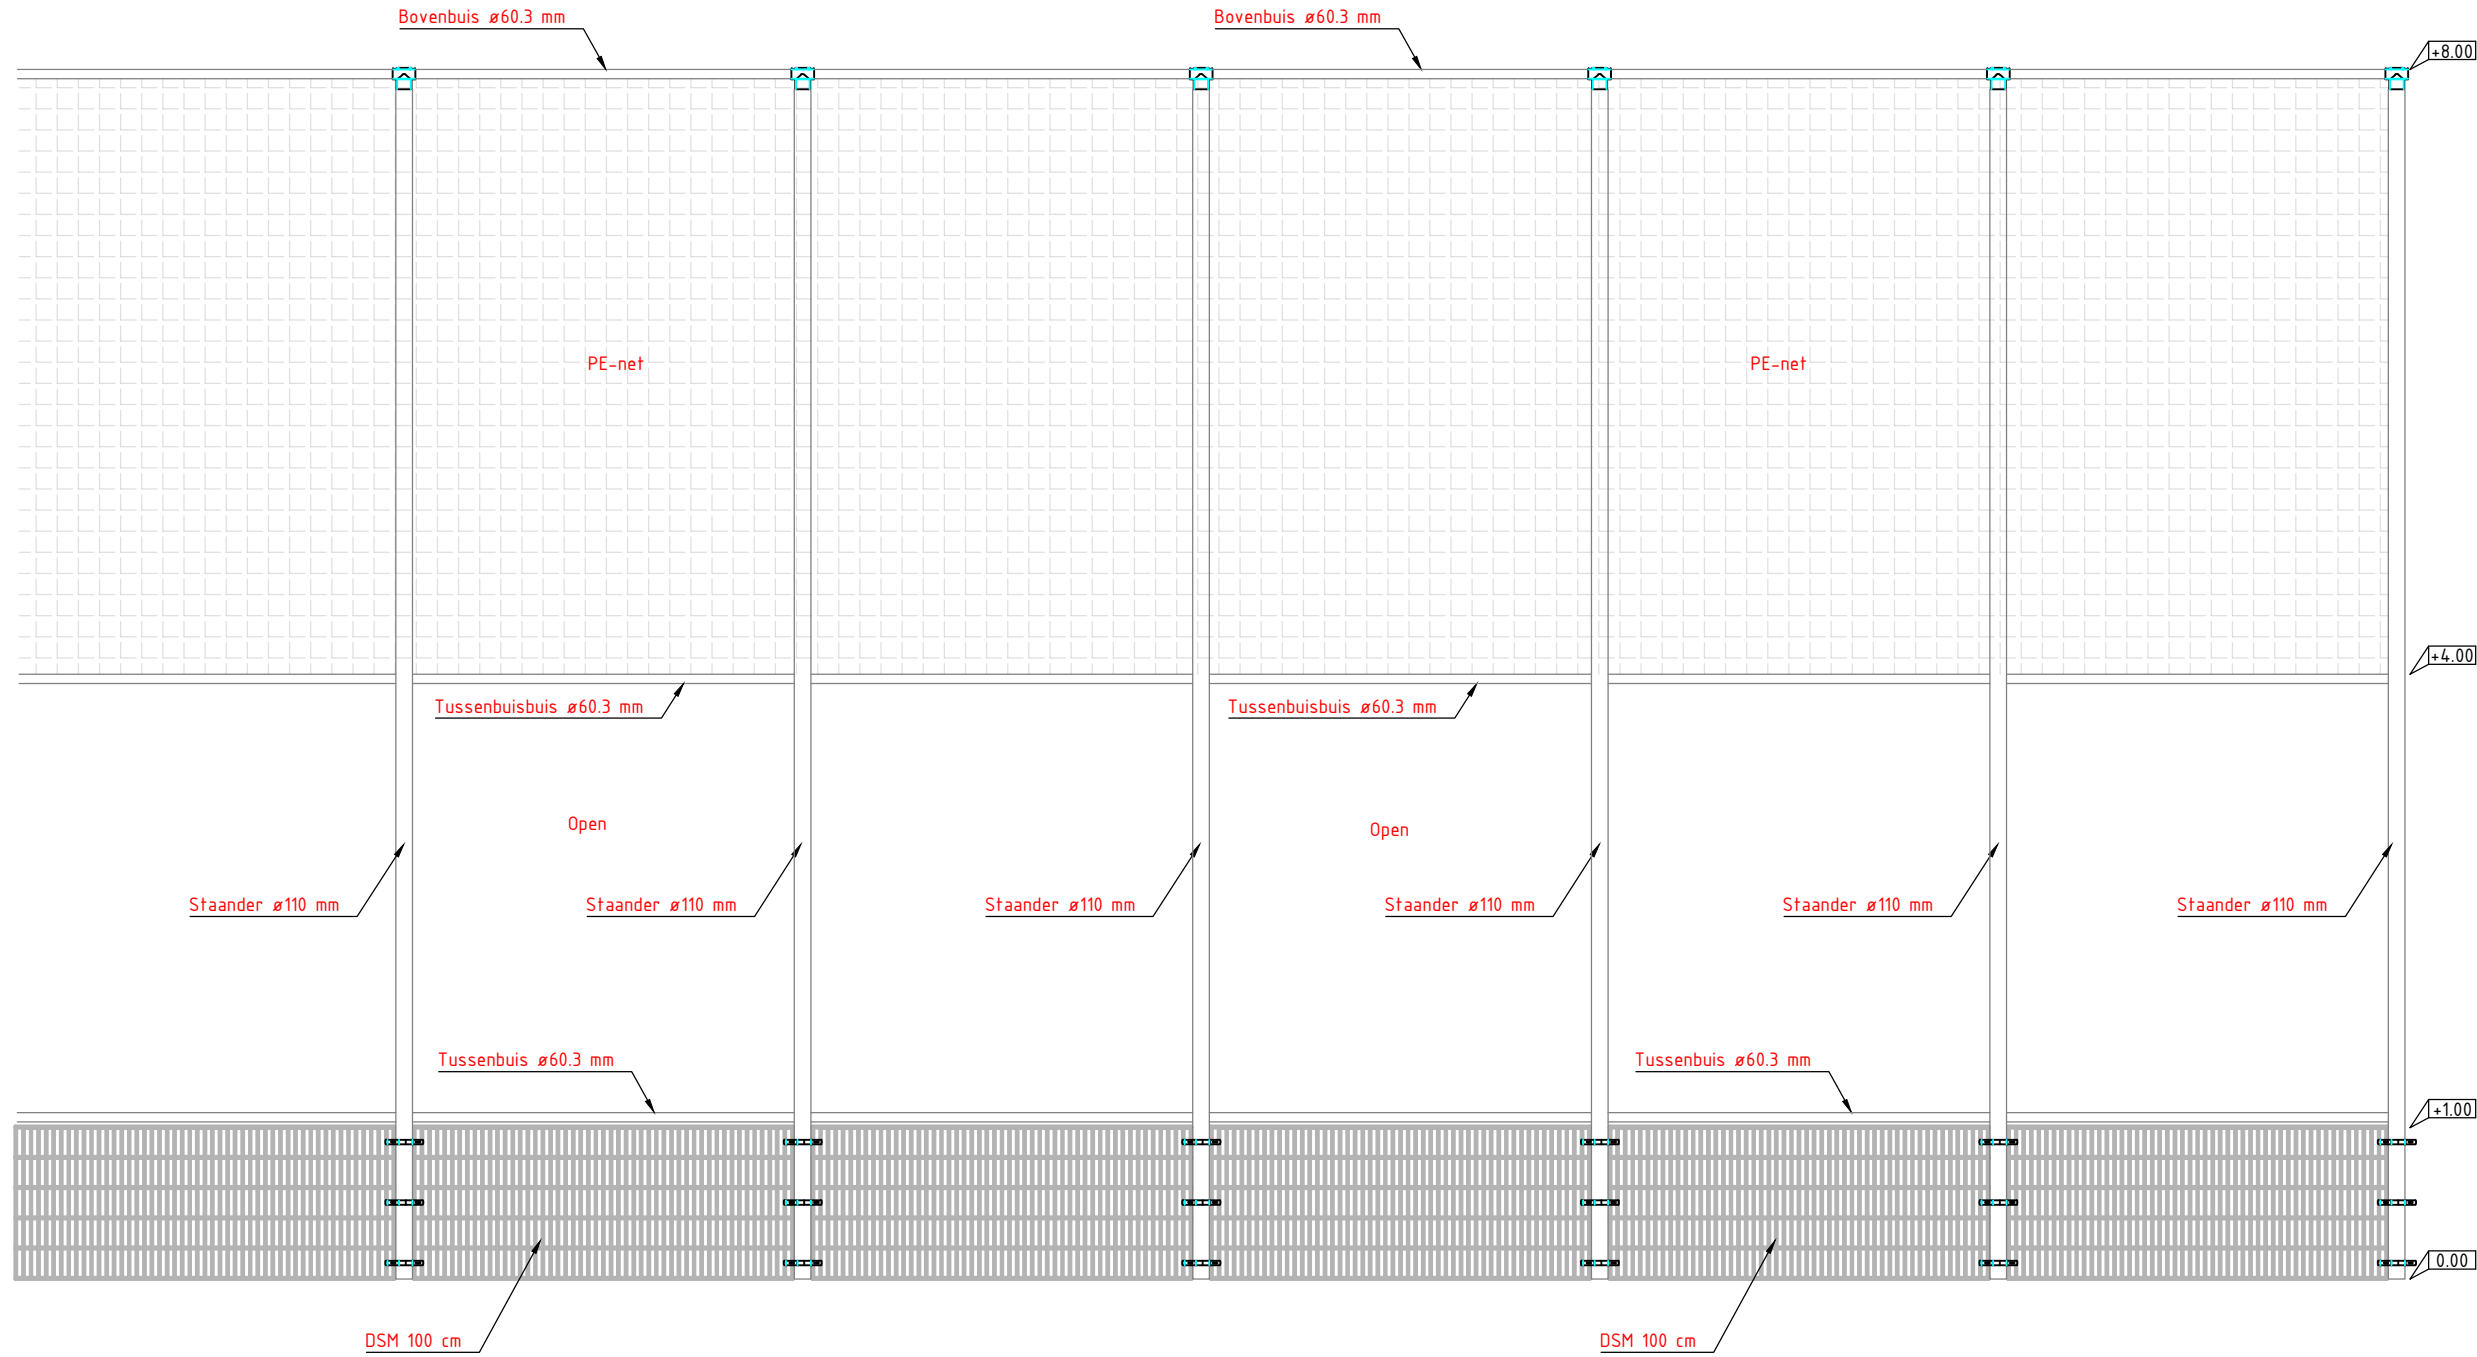 Bovenbuis ø60.3 mm
Bovenbuis ø60.3 mm
+8.00
PE-net
PE-net
+4.00
Tussenbuisbuis ø60.3 mm
Tussenbuisbuis ø60.3 mm
Open
Open
Staander ø110 mm
Staander ø110 mm
Staander ø110 mm
Staander ø110 mm
Staander ø110 mm
Staander ø110 mm
Tussenbuis ø60.3 mm
Tussenbuis ø60.3 mm
+1.00
0.00
DSM 100 cm
DSM 100 cm